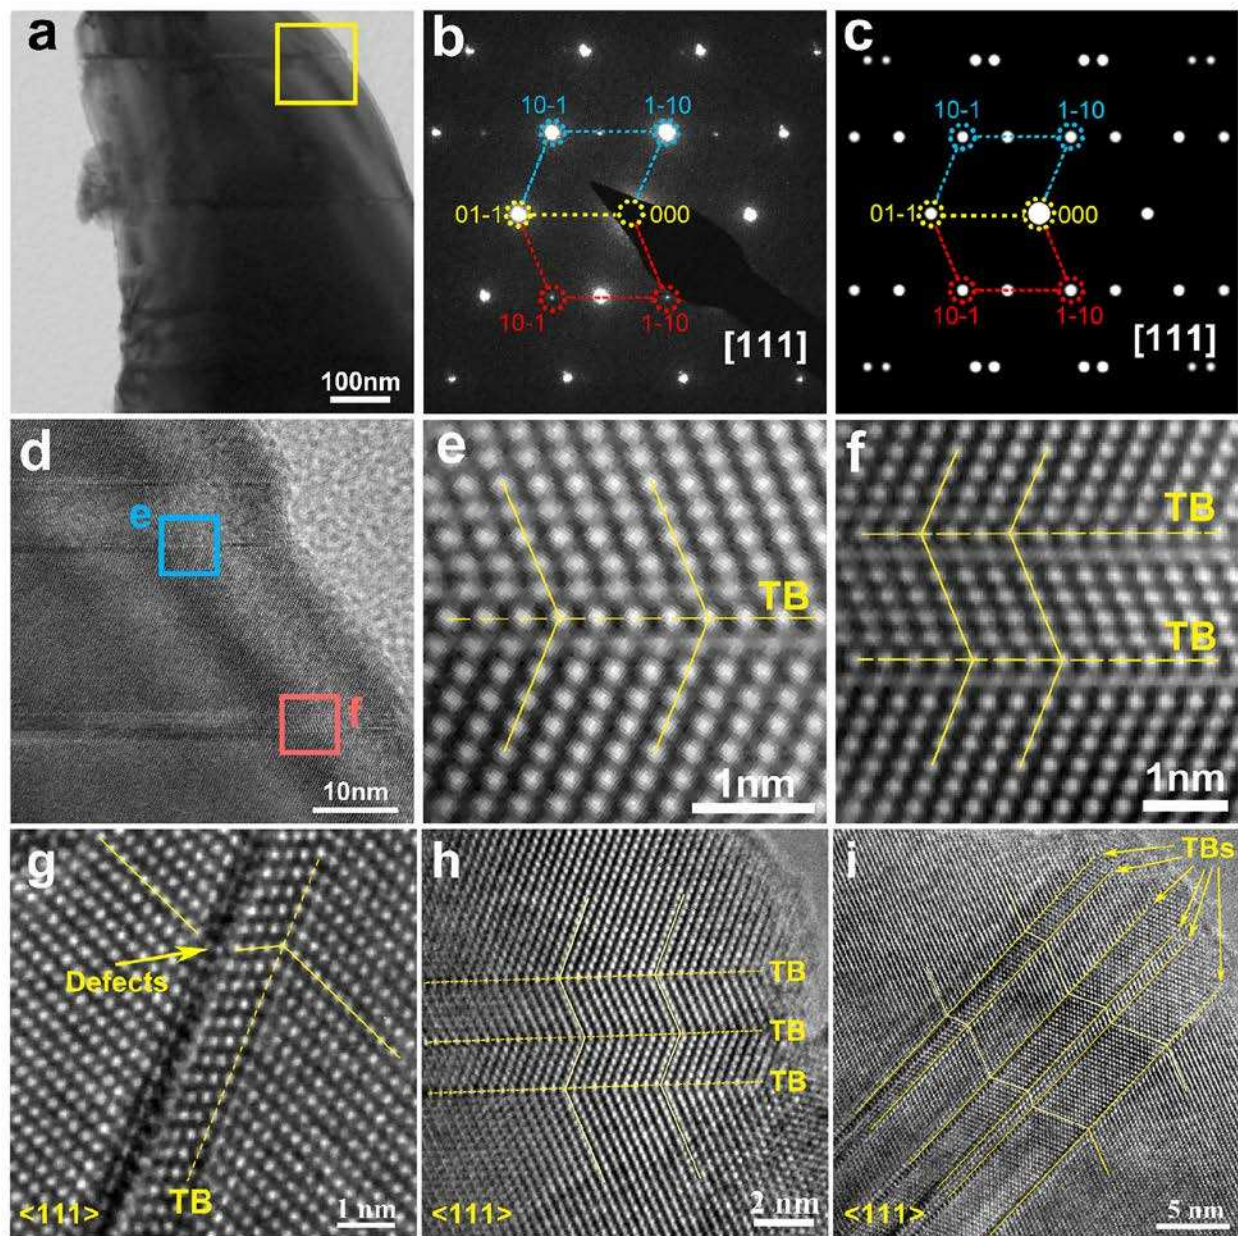 a
100nm
b
10-1
1-10
01-1
000
10-1
1-10
[111]
c
10-1
1-10
01-1
000
10-1
1-10
[111]
d
e
f
10nm
e
TB
1nm
f
TB
TB
1nm
g
Defects
TB
<111>
1 nm
h
TB
TB
TB
<111>
2 nm
i
TBs
<111>
5 nm